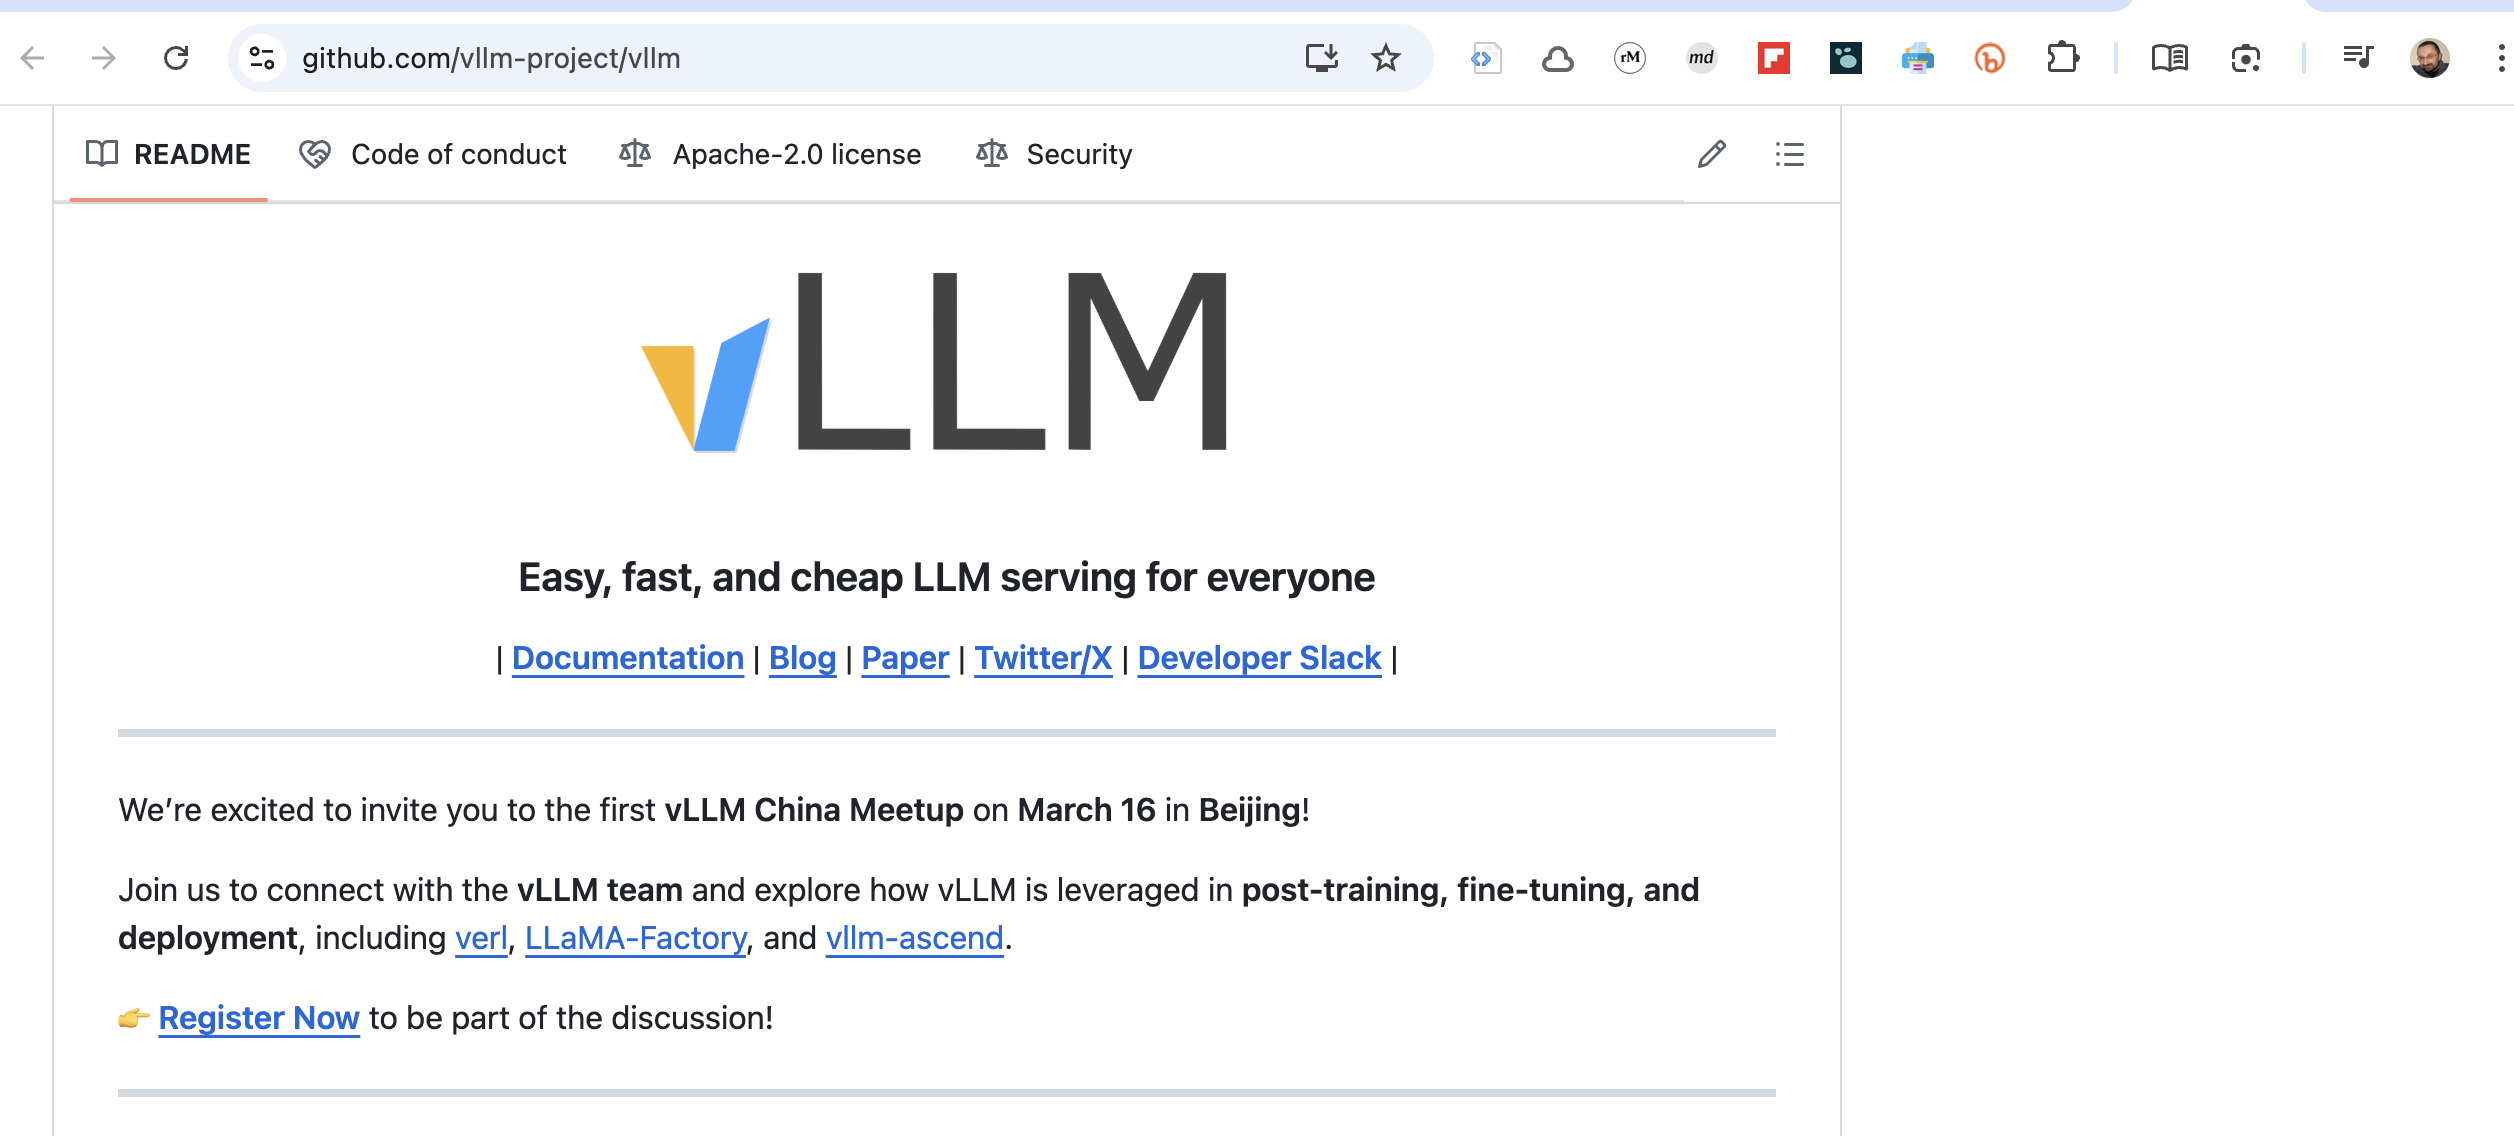 github.com/vllm-project/vllm
rM
md
README
Code of conduct
Apache-2.0 license
Security
vLLM
Easy, fast, and cheap LLM serving for everyone
| Documentation | Blog | Paper | Twitter/X | Developer Slack |
We’re excited to invite you to the first vLLM China Meetup on March 16 in Beijing!
Join us to connect with the vLLM team and explore how vLLM is leveraged in post-training, fine-tuning, and
deployment, including verl, LLaMA-Factory, and vllm-ascend.
👉 Register Now to be part of the discussion!